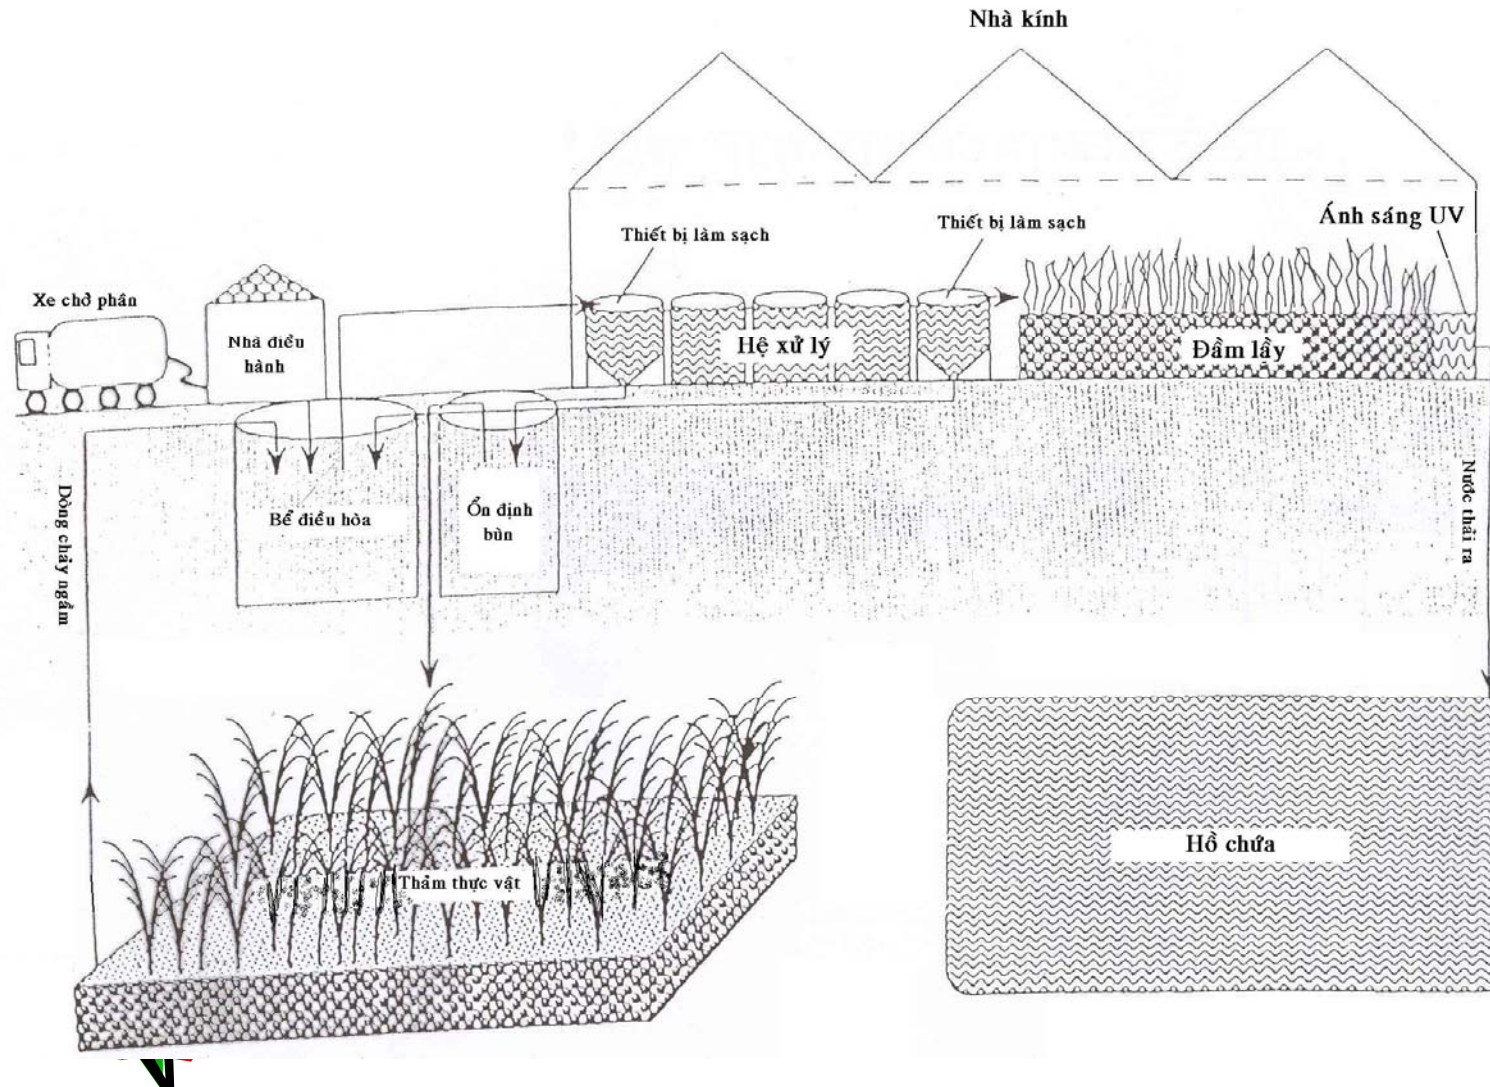 Nhà kính
Thiết bị làm sạch
Thiết bị làm sạch
Ánh sáng UV
Xe chở phần
Nhà điều
hành
Hệ xử lý
Đầm lầy
Bể điều hòa
Ổn định
bùn
Dòng chảy ngầm
Nước thải ra
Thảm thực vật
Hồ chứa